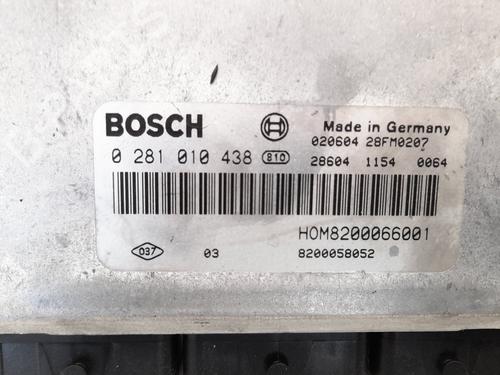 BOSCH
Made in Germany
020604 28FM0207
0 281 010 438 810
28604 1154 0064
HOM8200066001
037 03 8200058052